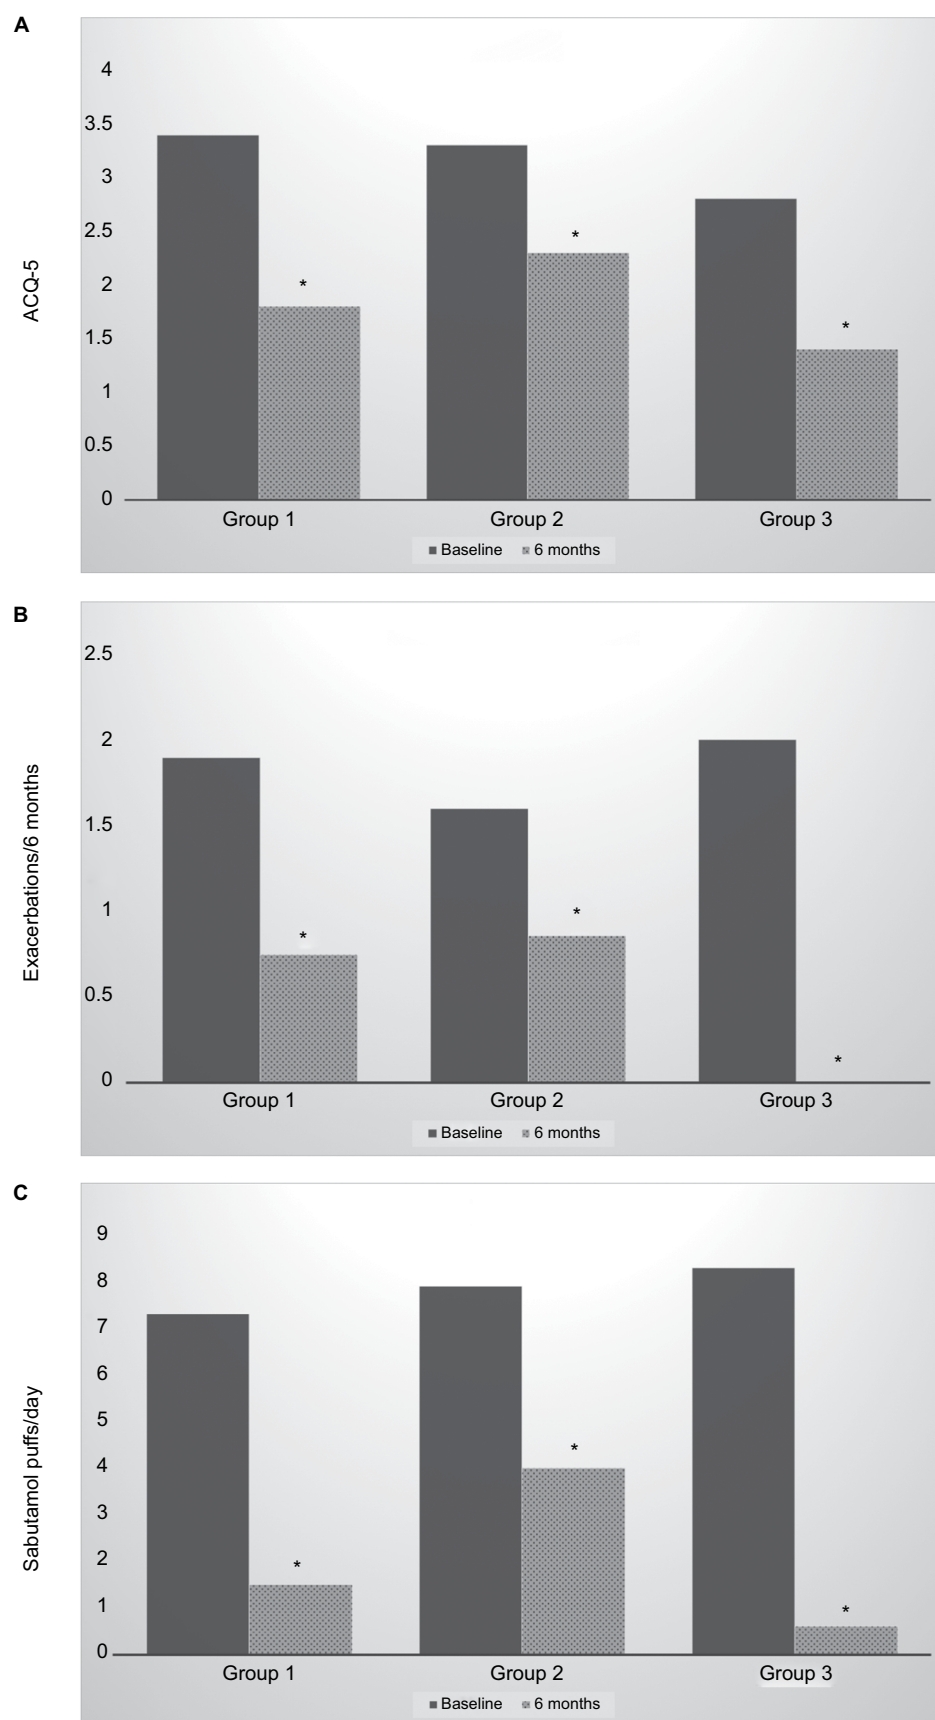 A
4
3.5
3
2.5
2
1.5
1
0.5
0
ACQ-5
*
*
*
Group 1
Group 2
Group 3
Baseline 6 months
B
2.5
2
1.5
1
0.5
0
Exacerbations/6 months
*
*
*
Group 1
Group 2
Group 3
Baseline 6 months
C
9
8
7
6
5
4
3
2
1
0
Sabutamol puffs/day
*
*
*
Group 1
Group 2
Group 3
Baseline 6 months